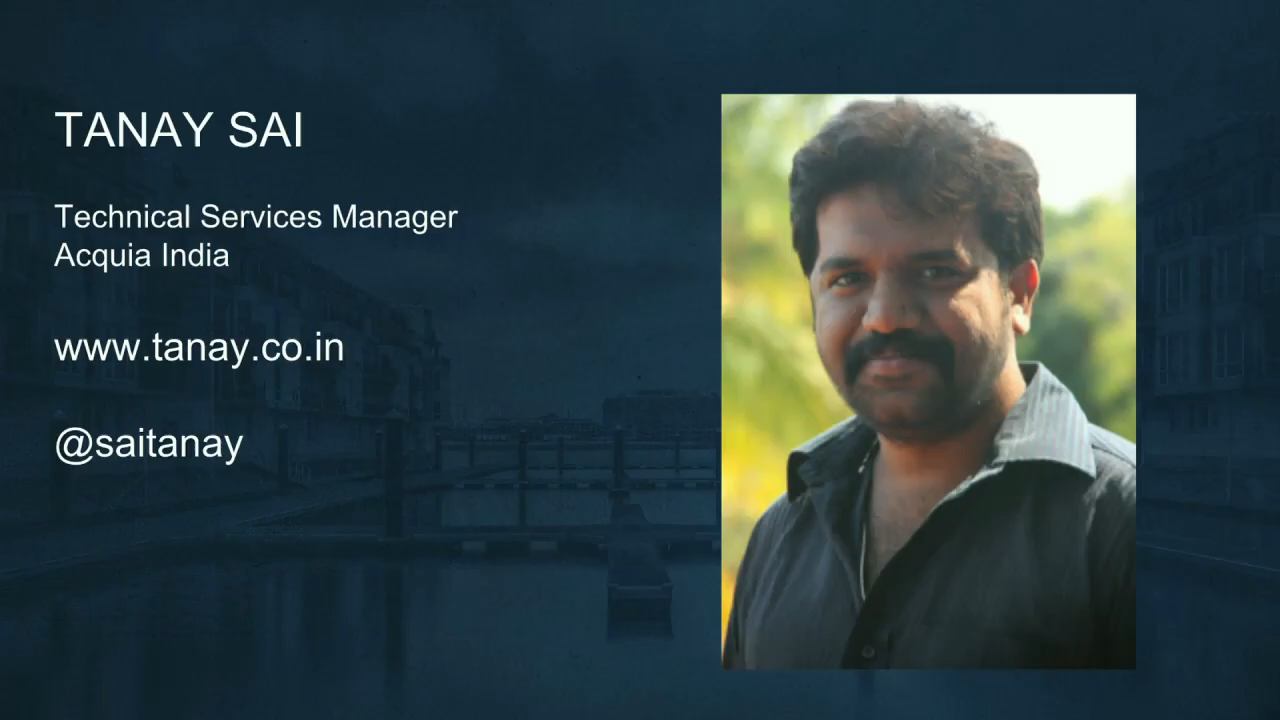 TANAY SAI
Technical Services Manager
Acquia India
www.tanay.co.in
@saitanay